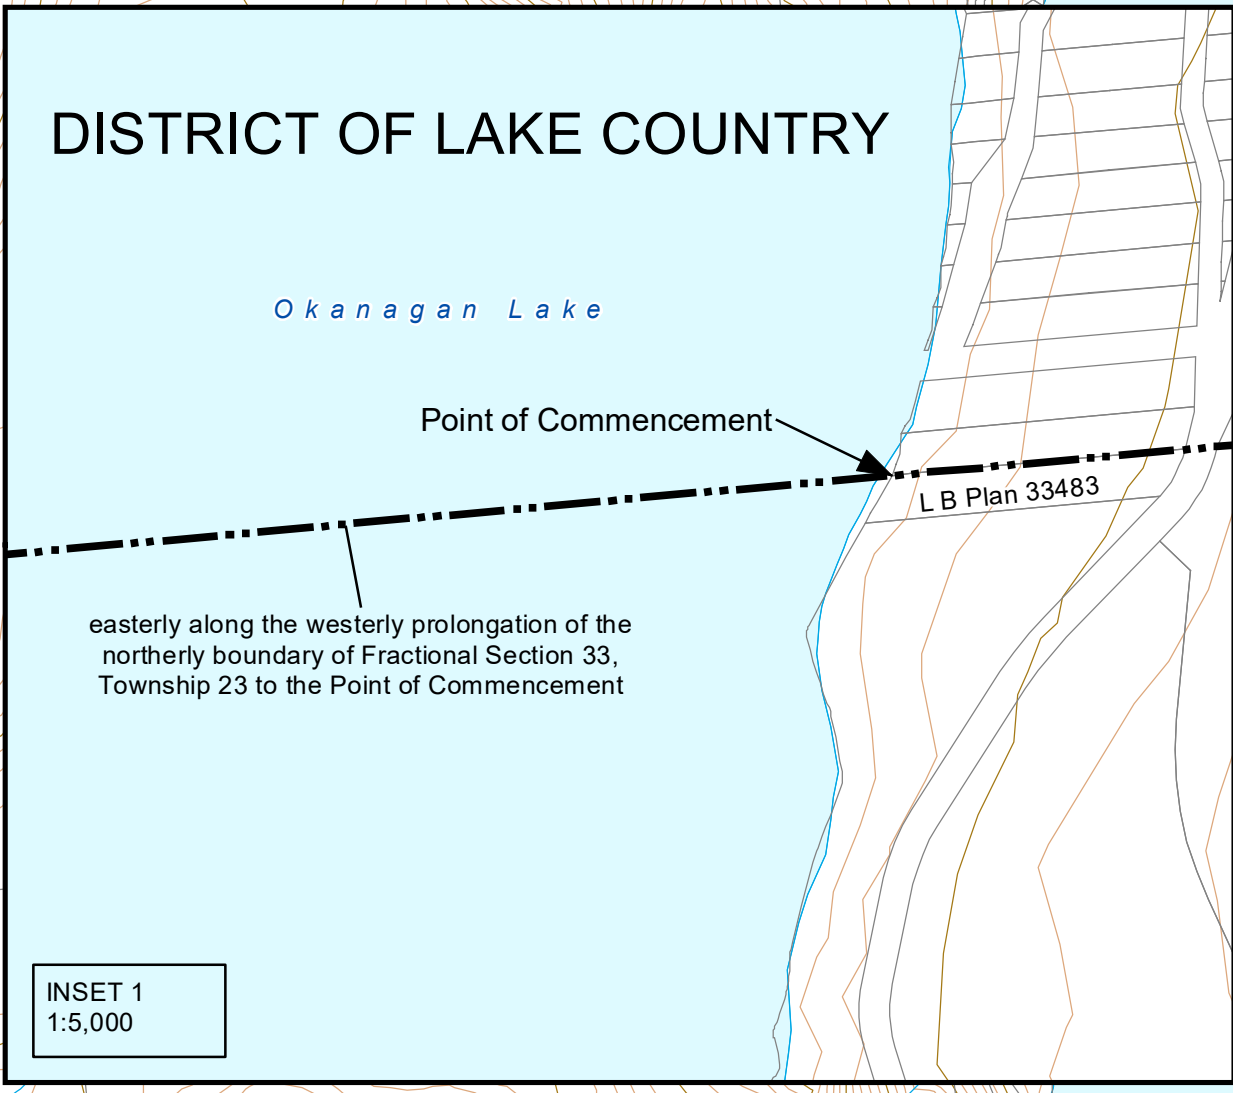 DISTRICT OF LAKE COUNTRY
Okanagan Lake
Point of Commencement
L B Plan 33483
easterly along the westerly prolongation of the
northerly boundary of Fractional Section 33,
Township 23 to the Point of Commencement
INSET 1
1:5,000